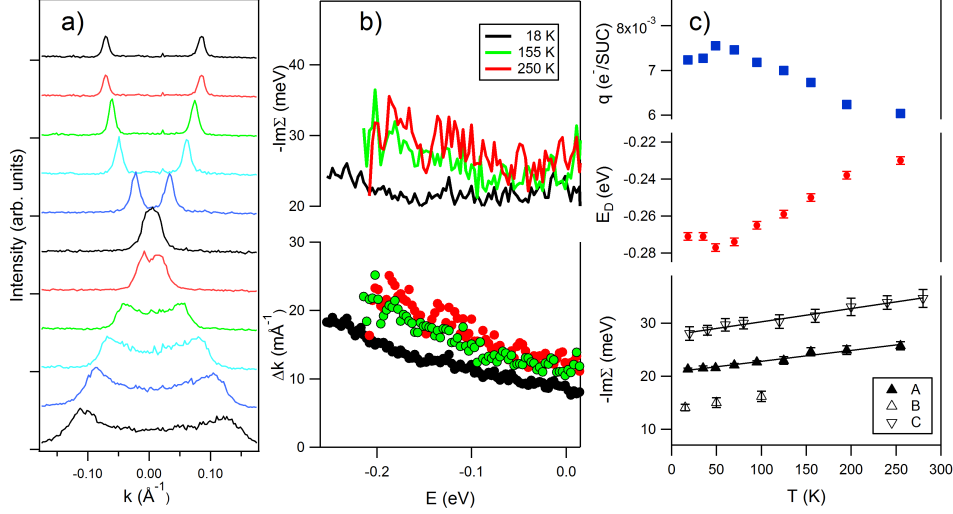 a)
Intensity (arb. units)
-0.10
0.00
0.10
k (Å⁻¹)
b)
18 K
155 K
250 K
40
30
20
-ImΣ (meV)
30
20
10
0
Δk (mÅ⁻¹)
-0.2
-0.1
0.0
E (eV)
c)
8x10⁻³
7
6
q (e⁻/SUC)
-0.22
-0.24
-0.26
-0.28
E_D (eV)
30
20
10
-ImΣ (meV)
A
B
C
0
50
100
150
200
250
300
T (K)